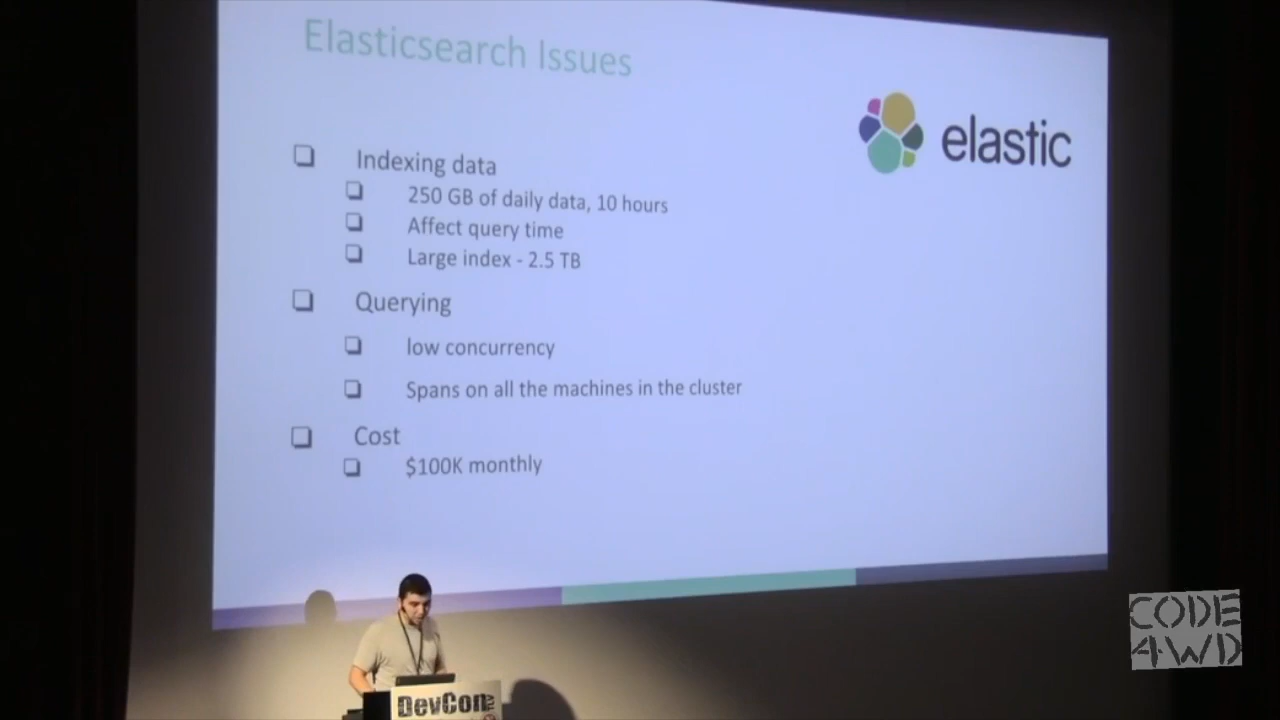 Elasticsearch Issues
elastic
Indexing data
250 GB of daily data, 10 hours
Affect query time
Large index - 2.5 TB
Querying
low concurrency
Spans on all the machines in the cluster
Cost
$100K monthly
CODE
4WD
DevCon